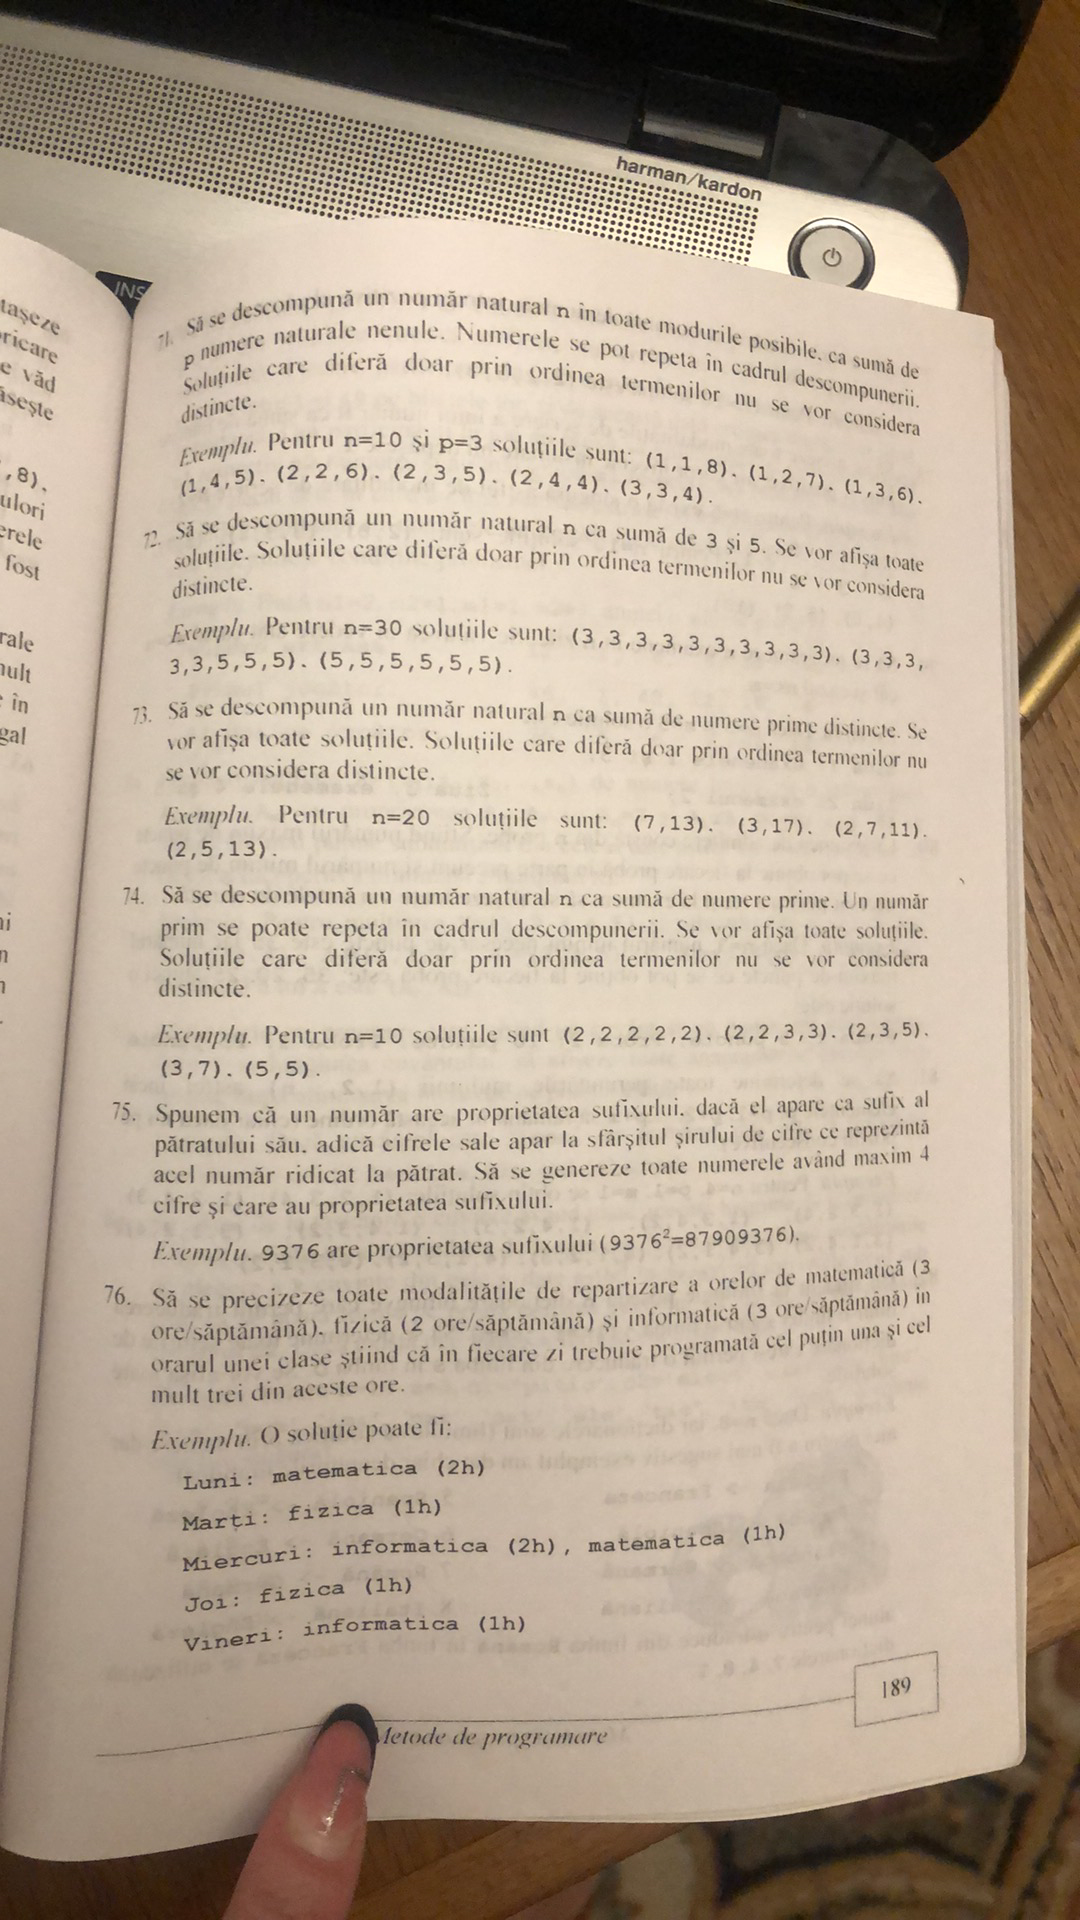 harman/kardon
INS
tașeze
oricare
e văd
ăsește
,8).
ulori
erele
fost
rale
mult
e în
gal
71. Să se descompună un număr natural n în toate modurile posibile, ca sumă de
p numere naturale nenule. Numerele se pot repeta în cadrul descompunerii.
Soluțiile care diferă doar prin ordinea termenilor nu se vor considera
distincte.
Exemplu. Pentru n=10 și p=3 soluțiile sunt: (1,1,8). (1,2,7). (1,3,6).
(1,4,5). (2,2,6). (2,3,5). (2,4,4). (3,3,4).
72. Să se descompună un număr natural n ca sumă de 3 și 5. Se vor afișa toate
soluțiile. Soluțiile care diferă doar prin ordinea termenilor nu se vor considera
distincte.
Exemplu. Pentru n=30 soluțiile sunt: (3,3,3,3,3,3,3,3,3,3). (3,3,3,
3,3,5,5,5). (5,5,5,5,5,5).
73. Să se descompună un număr natural n ca sumă de numere prime distincte. Se
vor afișa toate soluțiile. Soluțiile care diferă doar prin ordinea termenilor nu
se vor considera distincte.
Exemplu. Pentru n=20 soluțiile sunt: (7,13). (3,17). (2,7,11).
(2,5,13).
74. Să se descompună un număr natural n ca sumă de numere prime. Un număr
prim se poate repeta în cadrul descompunerii. Se vor afișa toate soluțiile.
Soluțiile care diferă doar prin ordinea termenilor nu se vor considera
distincte.
Exemplu. Pentru n=10 soluțiile sunt (2,2,2,2,2). (2,2,3,3). (2,3,5).
(3,7). (5,5).
75. Spunem că un număr are proprietatea sufixului, dacă el apare ca sufix al
pătratului său, adică cifrele sale apar la sfârșitul șirului de cifre ce reprezintă
acel număr ridicat la pătrat. Să se genereze toate numerele având maxim 4
cifre și care au proprietatea sufixului.
Exemplu. 9376 are proprietatea sufixului (9376²=87909376).
76. Să se precizeze toate modalitățile de repartizare a orelor de matematică (3
ore/săptămână), fizică (2 ore/săptămână) și informatică (3 ore/săptămână) în
orarul unei clase știind că în fiecare zi trebuie programată cel puțin una și cel
mult trei din aceste ore.
Exemplu. O soluție poate fi:
Luni: matematica (2h)
Marți: fizica (1h)
Miercuri: informatica (2h), matematica (1h)
Joi: fizica (1h)
Vineri: informatica (1h)
189
Metode de programare